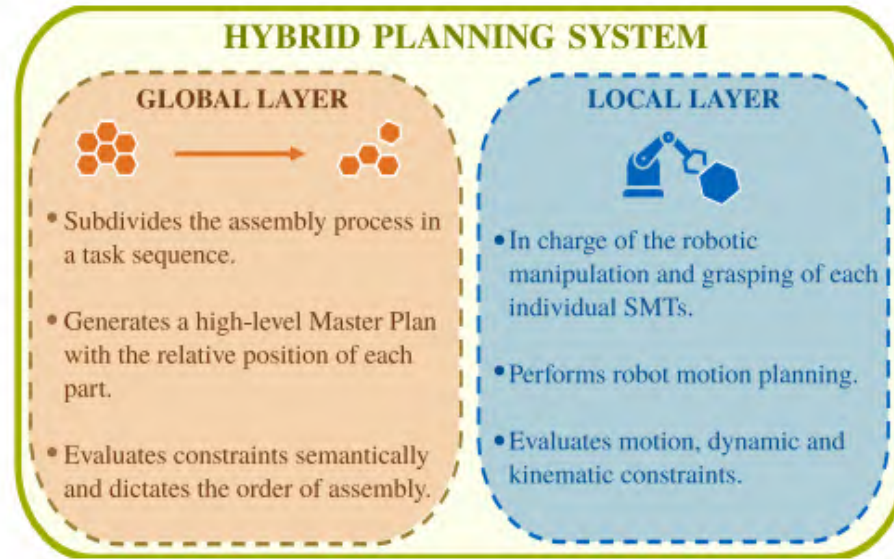 HYBRID PLANNING SYSTEM
GLOBAL LAYER
• Subdivides the assembly process in
a task sequence.
• Generates a high-level Master Plan
with the relative position of each
part.
• Evaluates constraints semantically
and dictates the order of assembly.
LOCAL LAYER
• In charge of the robotic
manipulation and grasping of each
individual SMTs.
• Performs robot motion planning.
• Evaluates motion, dynamic and
kinematic constraints.